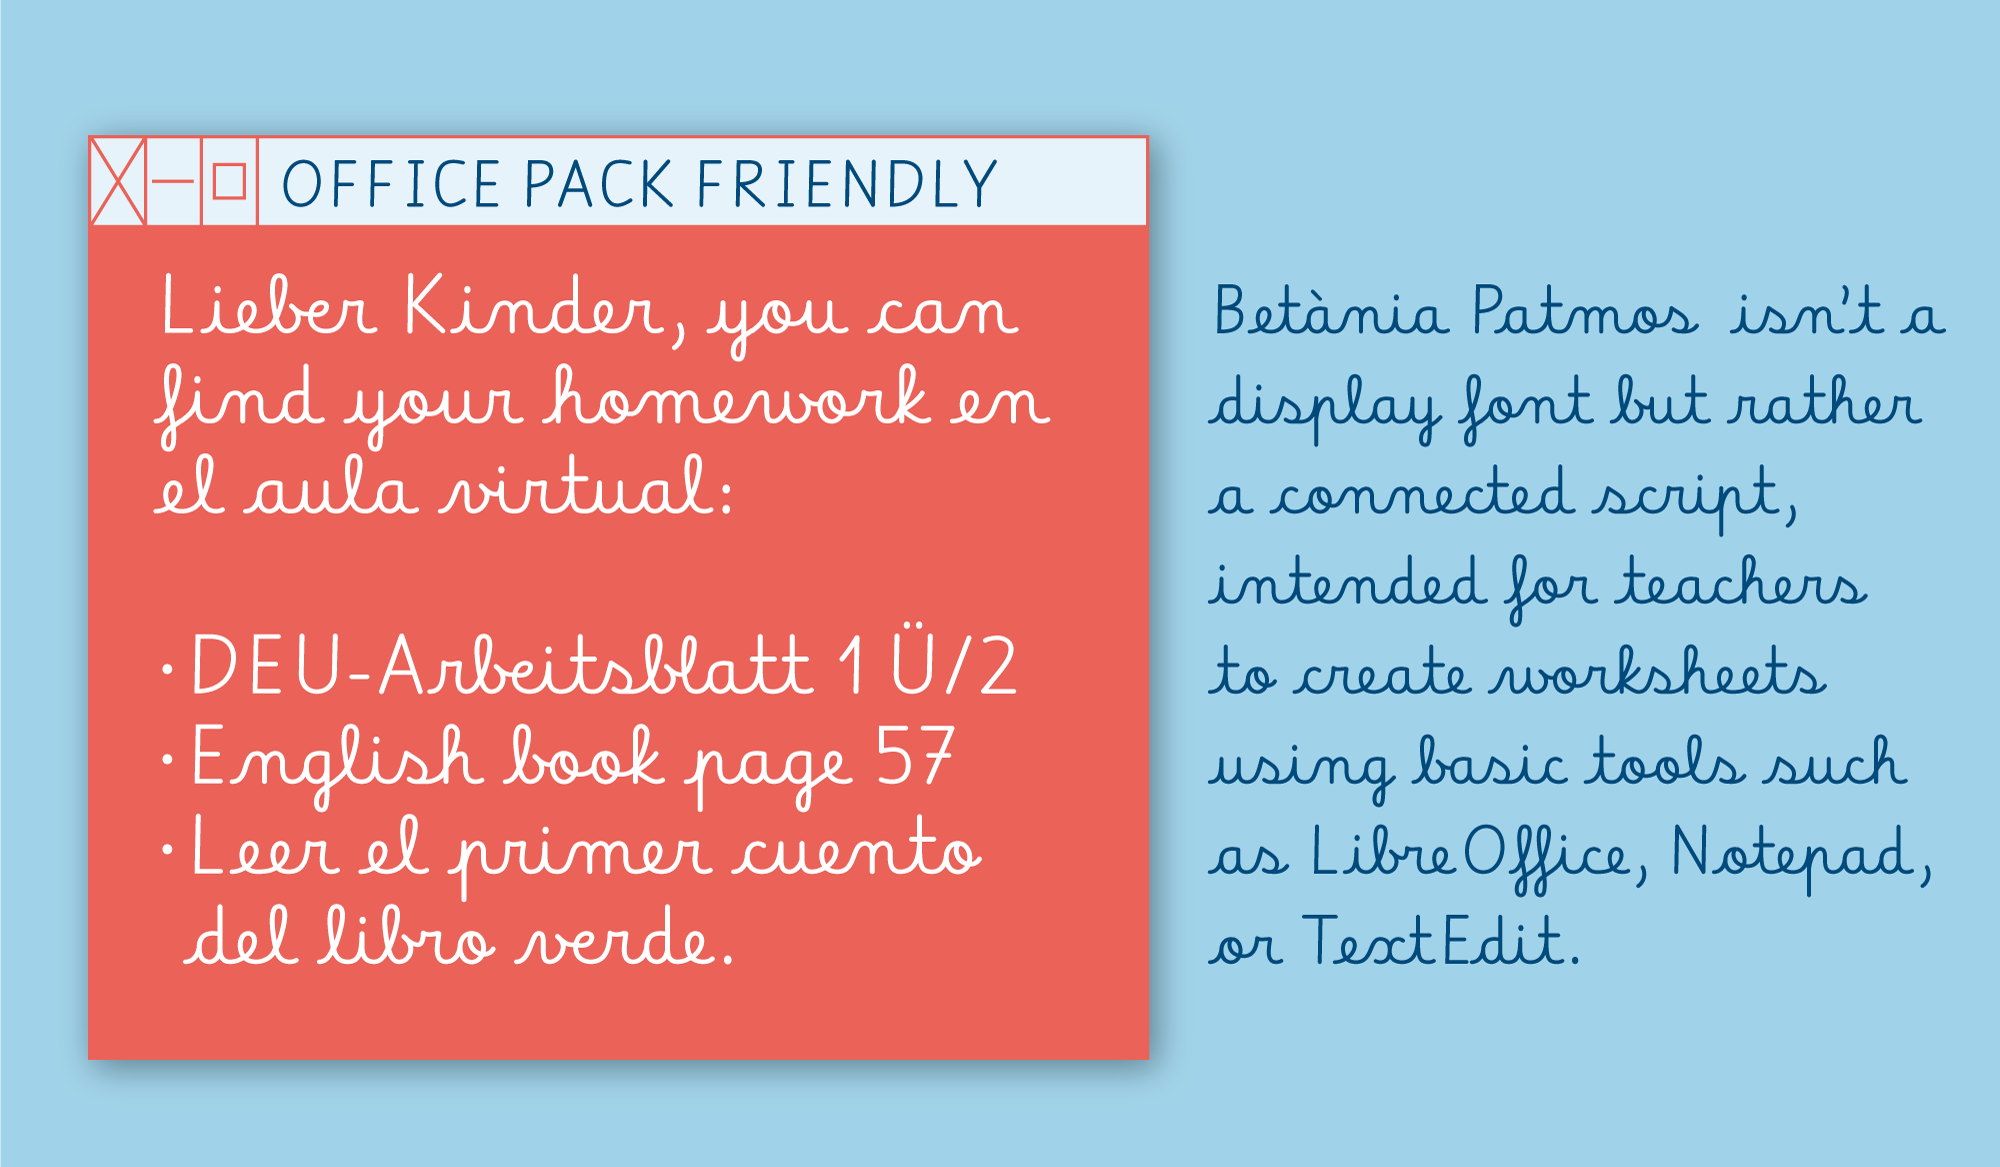 OFFICE PACK FRIENDLY
Lieber Kinder, you can
find your homework en
el aula virtual:
· DEU-Arbeitsblatt 1 Ü/2
· English book page 57
· Leer el primer cuento
del libro verde.
Betània Patmos isn't a
display font but rather
a connected script,
intended for teachers
to create worksheets
using basic tools such
as LibreOffice, Notepad,
or TextEdit.